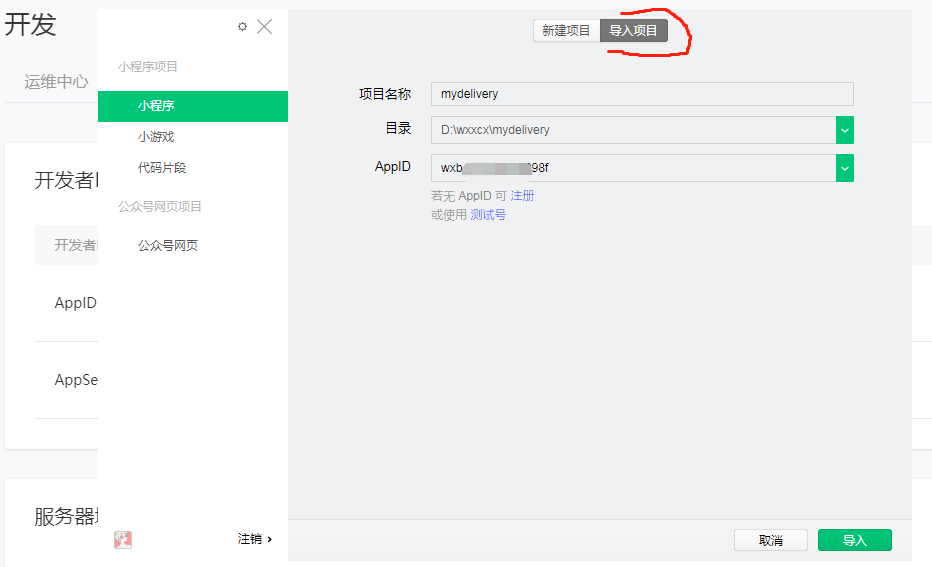 开发
运维中心
开发者I
开发者
AppID
AppSe
服务器
小程序项目
小程序
小游戏
代码片段
公众号网页项目
公众号网页
注销
新建项目 导入项目
项目名称 mydelivery
目录 D:\wxxcx\mydelivery
AppID wxb 98f
若无 AppID 可 注册
或使用 测试号
取消 导入